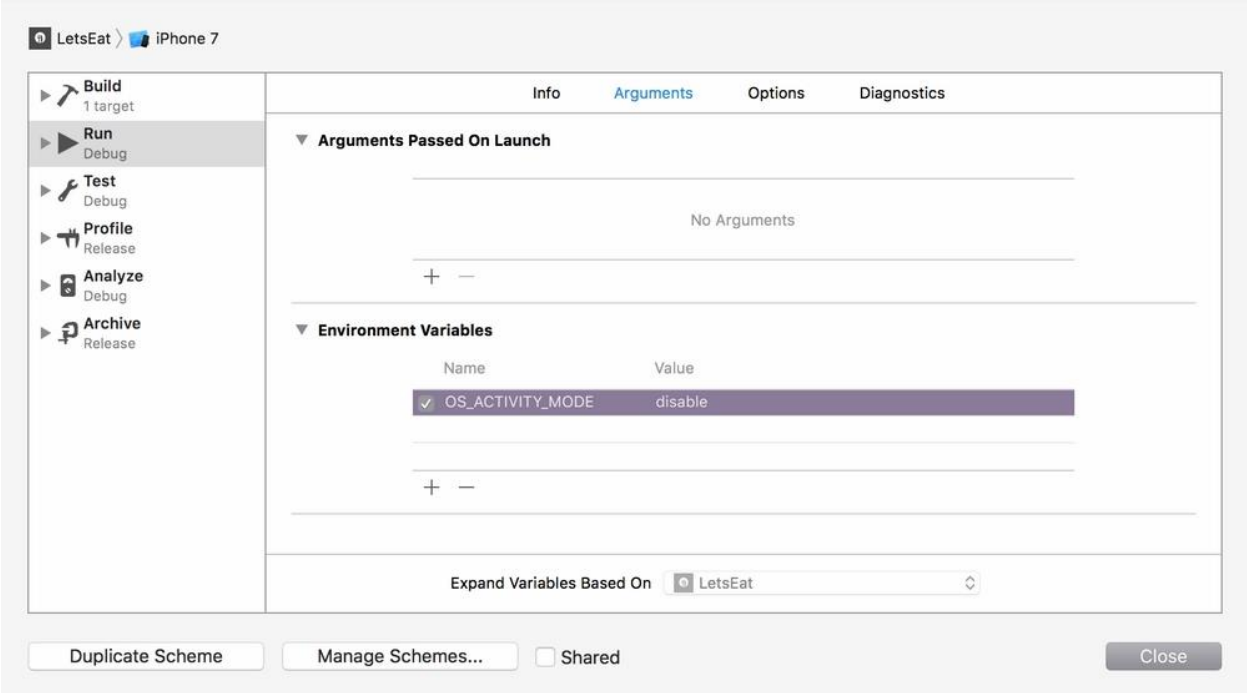 LetsEat iPhone 7
Build
1 target
Run
Debug
Test
Debug
Profile
Release
Analyze
Debug
Archive
Release
Info Arguments Options Diagnostics
Arguments Passed On Launch
No Arguments
Environment Variables
Name Value
OS_ACTIVITY_MODE disable
Expand Variables Based On LetsEat
Duplicate Scheme Manage Schemes... Shared Close